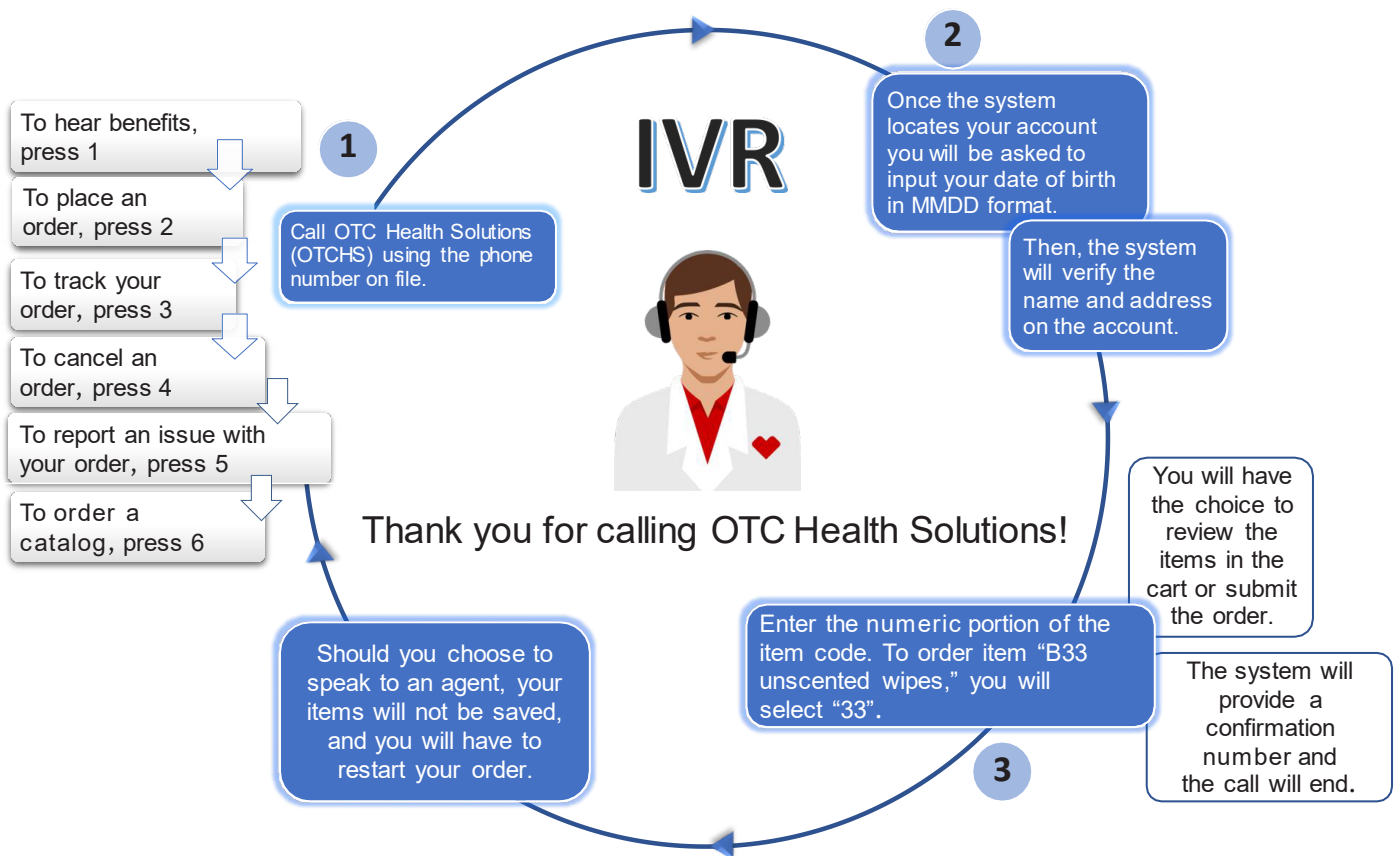 IVR
1
Call OTC Health Solutions
(OTCHS) using the phone
number on file.
To hear benefits,
press 1
To place an
order, press 2
To track your
order, press 3
To cancel an
order, press 4
To report an issue with
your order, press 5
To order a
catalog, press 6
2
Once the system
locates your account
you will be asked to
input your date of birth
in MMDD format.
Then, the system
will verify the
name and address
on the account.
Thank you for calling OTC Health Solutions!
3
Enter the numeric portion of the
item code. To order item “B33
unscented wipes,” you will
select “33”.
You will have
the choice to
review the
items in the
cart or submit
the order.
The system will
provide a
confirmation
number and
the call will end.
Should you choose to
speak to an agent, your
items will not be saved,
and you will have to
restart your order.